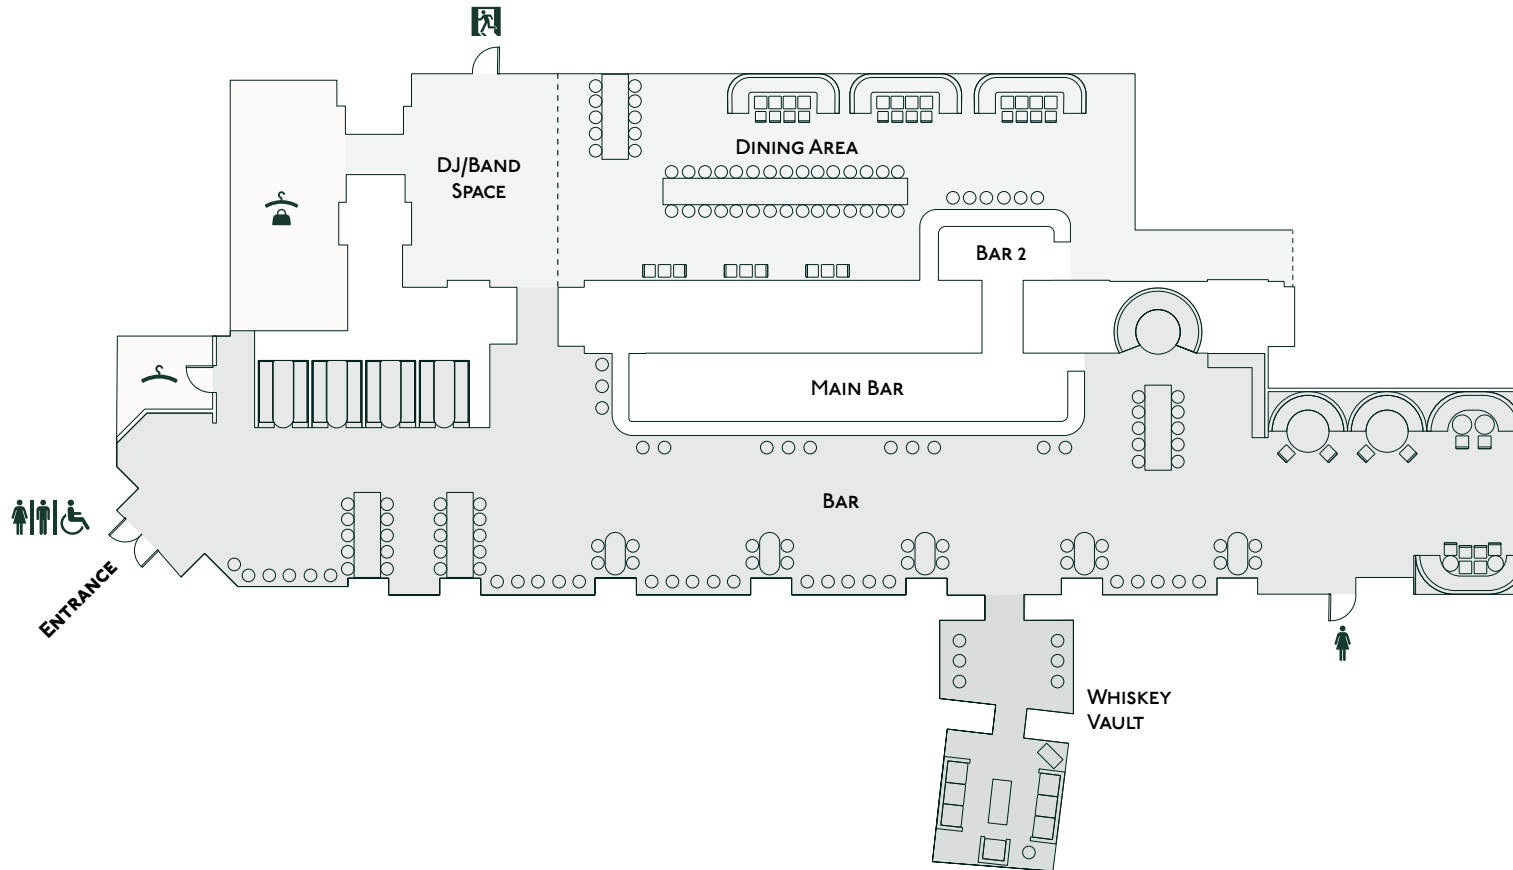 DJ/BAND
SPACE
DINING AREA
BAR 2
MAIN BAR
BAR
ENTRANCE
WHISKEY
VAULT